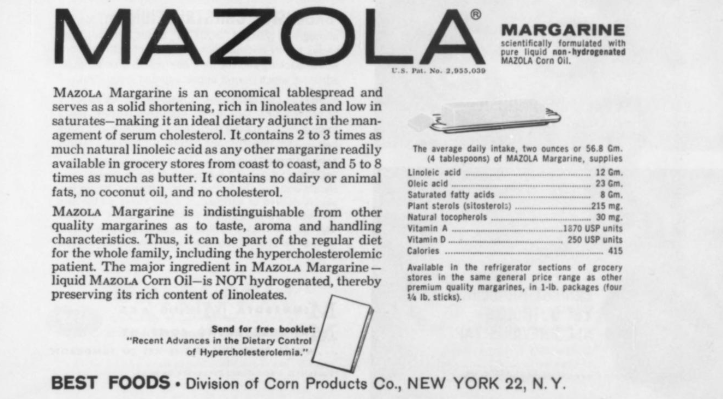 MAZOLA®
U.S. Pat. No. 2,955,039
MARGARINE
scientifically formulated with
pure liquid non-hydrogenated
MAZOLA Corn Oil.
MAZOLA Margarine is an economical tablespread and
serves as a solid shortening, rich in linoleates and low in
saturates—making it an ideal dietary adjunct in the man-
agement of serum cholesterol. It contains 2 to 3 times as
much natural linoleic acid as any other margarine readily
available in grocery stores from coast to coast, and 5 to 8
times as much as butter. It contains no dairy or animal
fats, no coconut oil, and no cholesterol.
MAZOLA Margarine is indistinguishable from other
quality margarines as to taste, aroma and handling
characteristics. Thus, it can be part of the regular diet
for the whole family, including the hypercholesterolemic
patient. The major ingredient in MAZOLA Margarine—
liquid MAZOLA Corn Oil—is NOT hydrogenated, thereby
preserving its rich content of linoleates.
Send for free booklet:
"Recent Advances in the Dietary Control
of Hypercholesterolemia."
The average daily intake, two ounces or 56.8 Gm.
(4 tablespoons) of MAZOLA Margarine, supplies
Linoleic acid ........ 12 Gm.
Oleic acid ........ 23 Gm.
Saturated fatty acids ........ 8 Gm.
Plant sterols (sitosterols) ........ 215 mg.
Natural tocopherols ........ 30 mg.
Vitamin A ........ 1870 USP units
Vitamin D ........ 250 USP units
Calories ........ 415
Available in the refrigerator sections of grocery
stores in the same general price range as other
premium quality margarines, in 1-lb. packages (four
¼ lb. sticks).
BEST FOODS • Division of Corn Products Co., NEW YORK 22, N.Y.